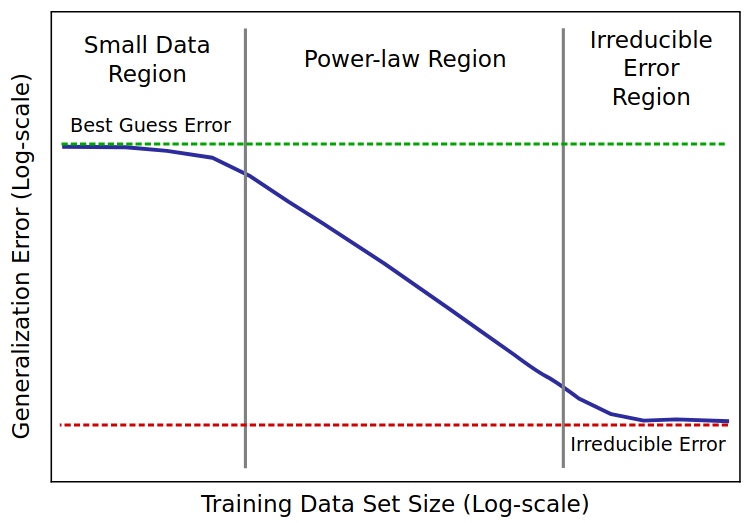 Small Data
Region
Power-law Region
Irreducible
Error
Region
Best Guess Error
Generalization Error (Log-scale)
Irreducible Error
Training Data Set Size (Log-scale)